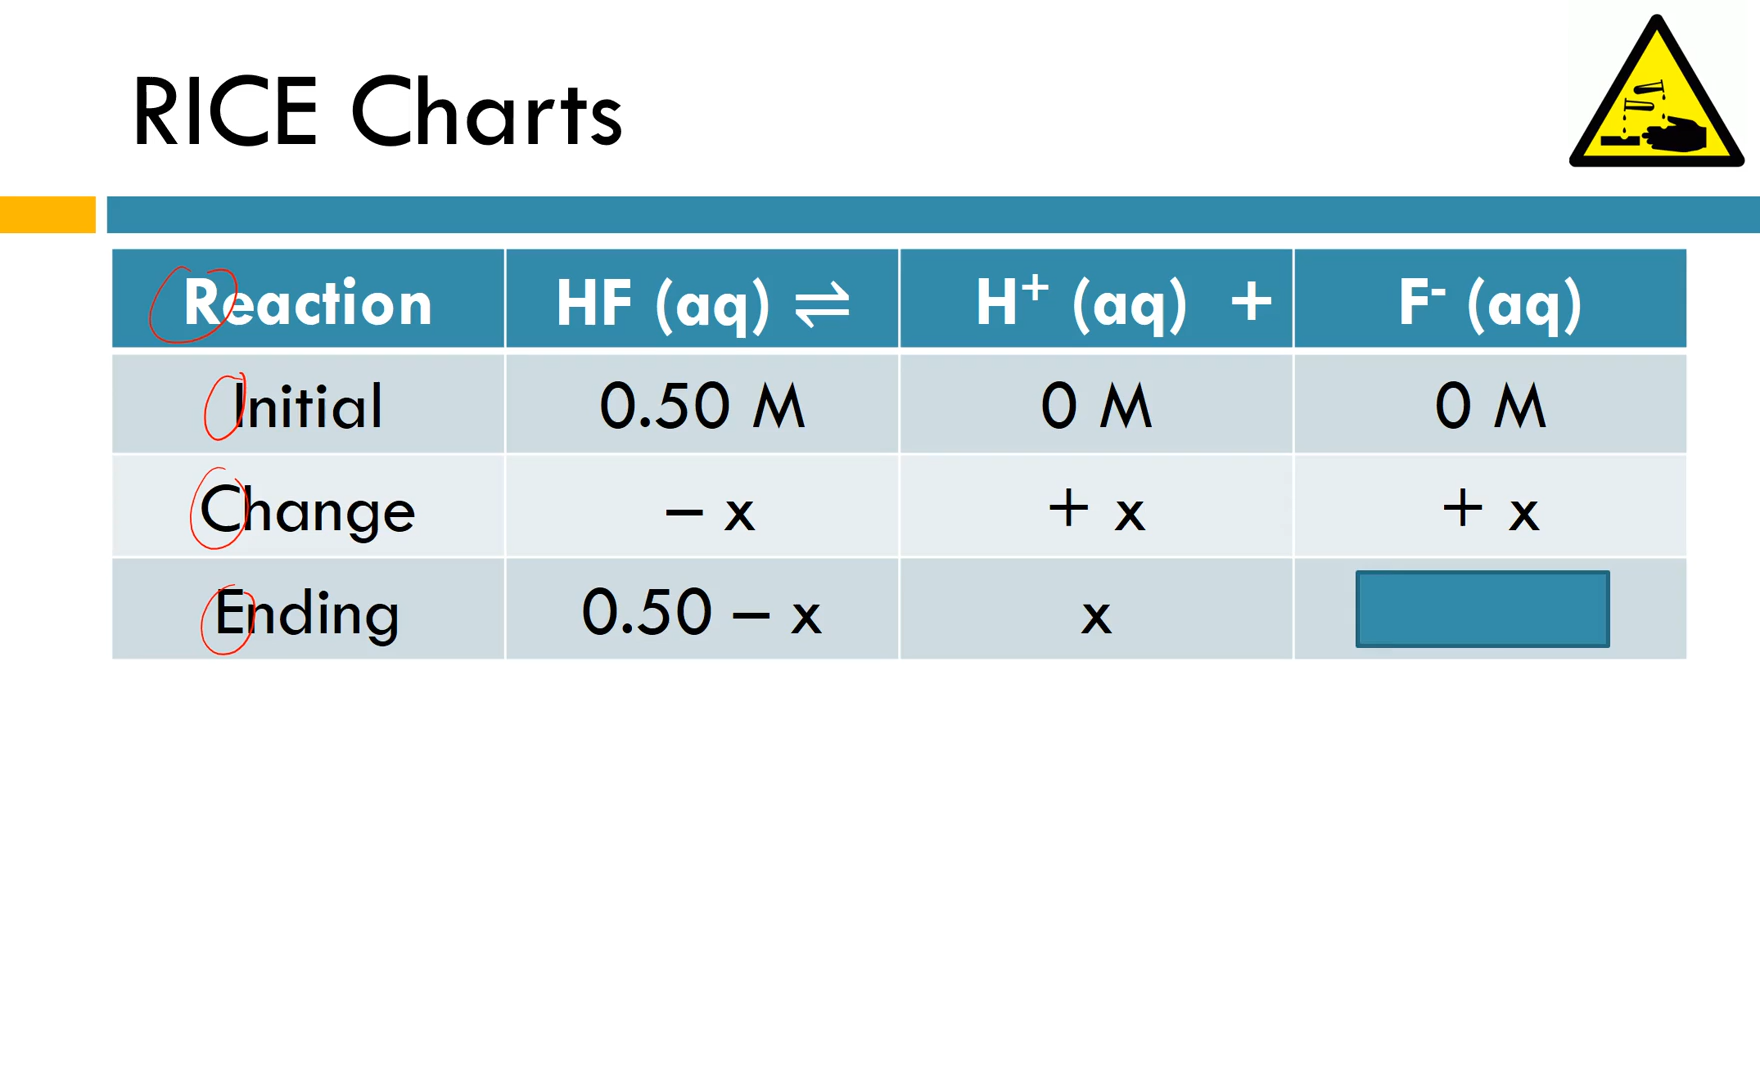 RICE Charts
Reaction HF (aq) ⇌ H⁺ (aq) + F⁻ (aq)
Initial 0.50 M 0 M 0 M
Change – x + x + x
Ending 0.50 – x x